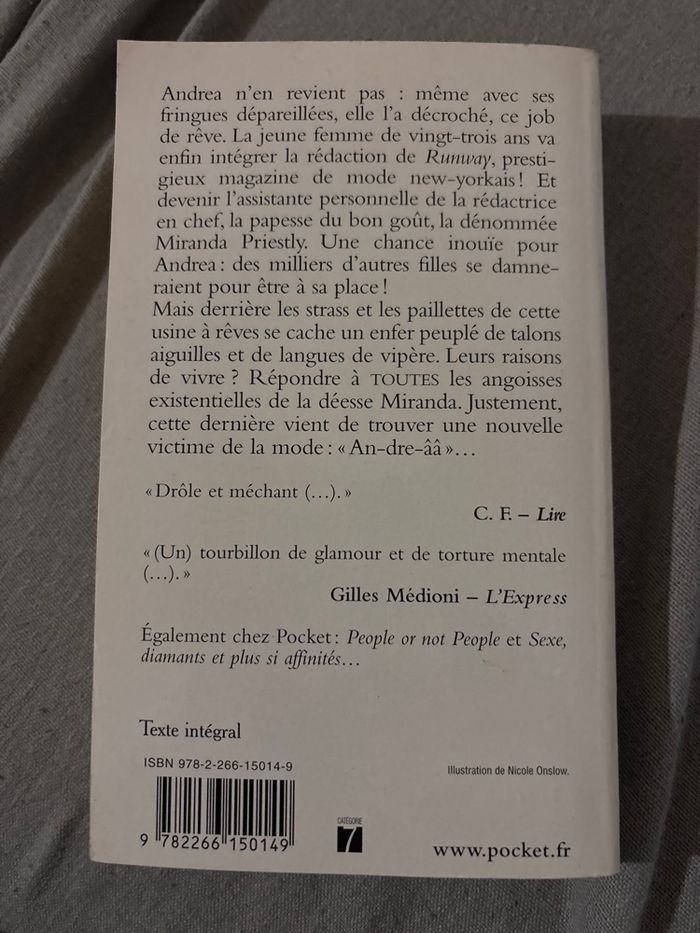 Andrea n'en revient pas : même avec ses
fringues dépareillées, elle l'a décroché, ce job
de rêve. La jeune femme de vingt-trois ans va
enfin intégrer la rédaction de Runway, presti-
gieux magazine de mode new-yorkais ! Et
devenir l'assistante personnelle de la rédactrice
en chef, la papesse du bon goût, la dénommée
Miranda Priestly. Une chance inouïe pour
Andrea : des milliers d'autres filles se damne-
raient pour être à sa place !
Mais derrière les strass et les paillettes de cette
usine à rêves se cache un enfer peuplé de talons
aiguilles et de langues de vipère. Leurs raisons
de vivre ? Répondre à TOUTES les angoisses
existentielles de la déesse Miranda. Justement,
cette dernière vient de trouver une nouvelle
victime de la mode : « An-dre-ââ »…
« Drôle et méchant (…). »
C. F. – Lire
« (Un) tourbillon de glamour et de torture mentale
(…). »
Gilles Médioni – L'Express
Également chez Pocket : People or not People et Sexe,
diamants et plus si affinités…
Texte intégral
ISBN 978-2-266-15014-9
Illustration de Nicole Onslow.
9 782266 150149
CATÉGORIE
7
www.pocket.fr